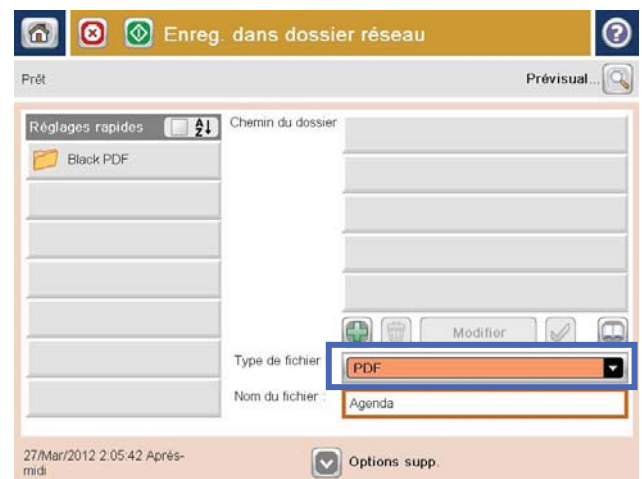 Enreg. dans dossier réseau
Prêt
Prévisual...
Réglages rapides
Chemin du dossier
Black PDF
Modifier
Type de fichier
PDF
Nom du fichier :
Agenda
27/Mar/2012 2:05:42 Après-
midi
Options supp.